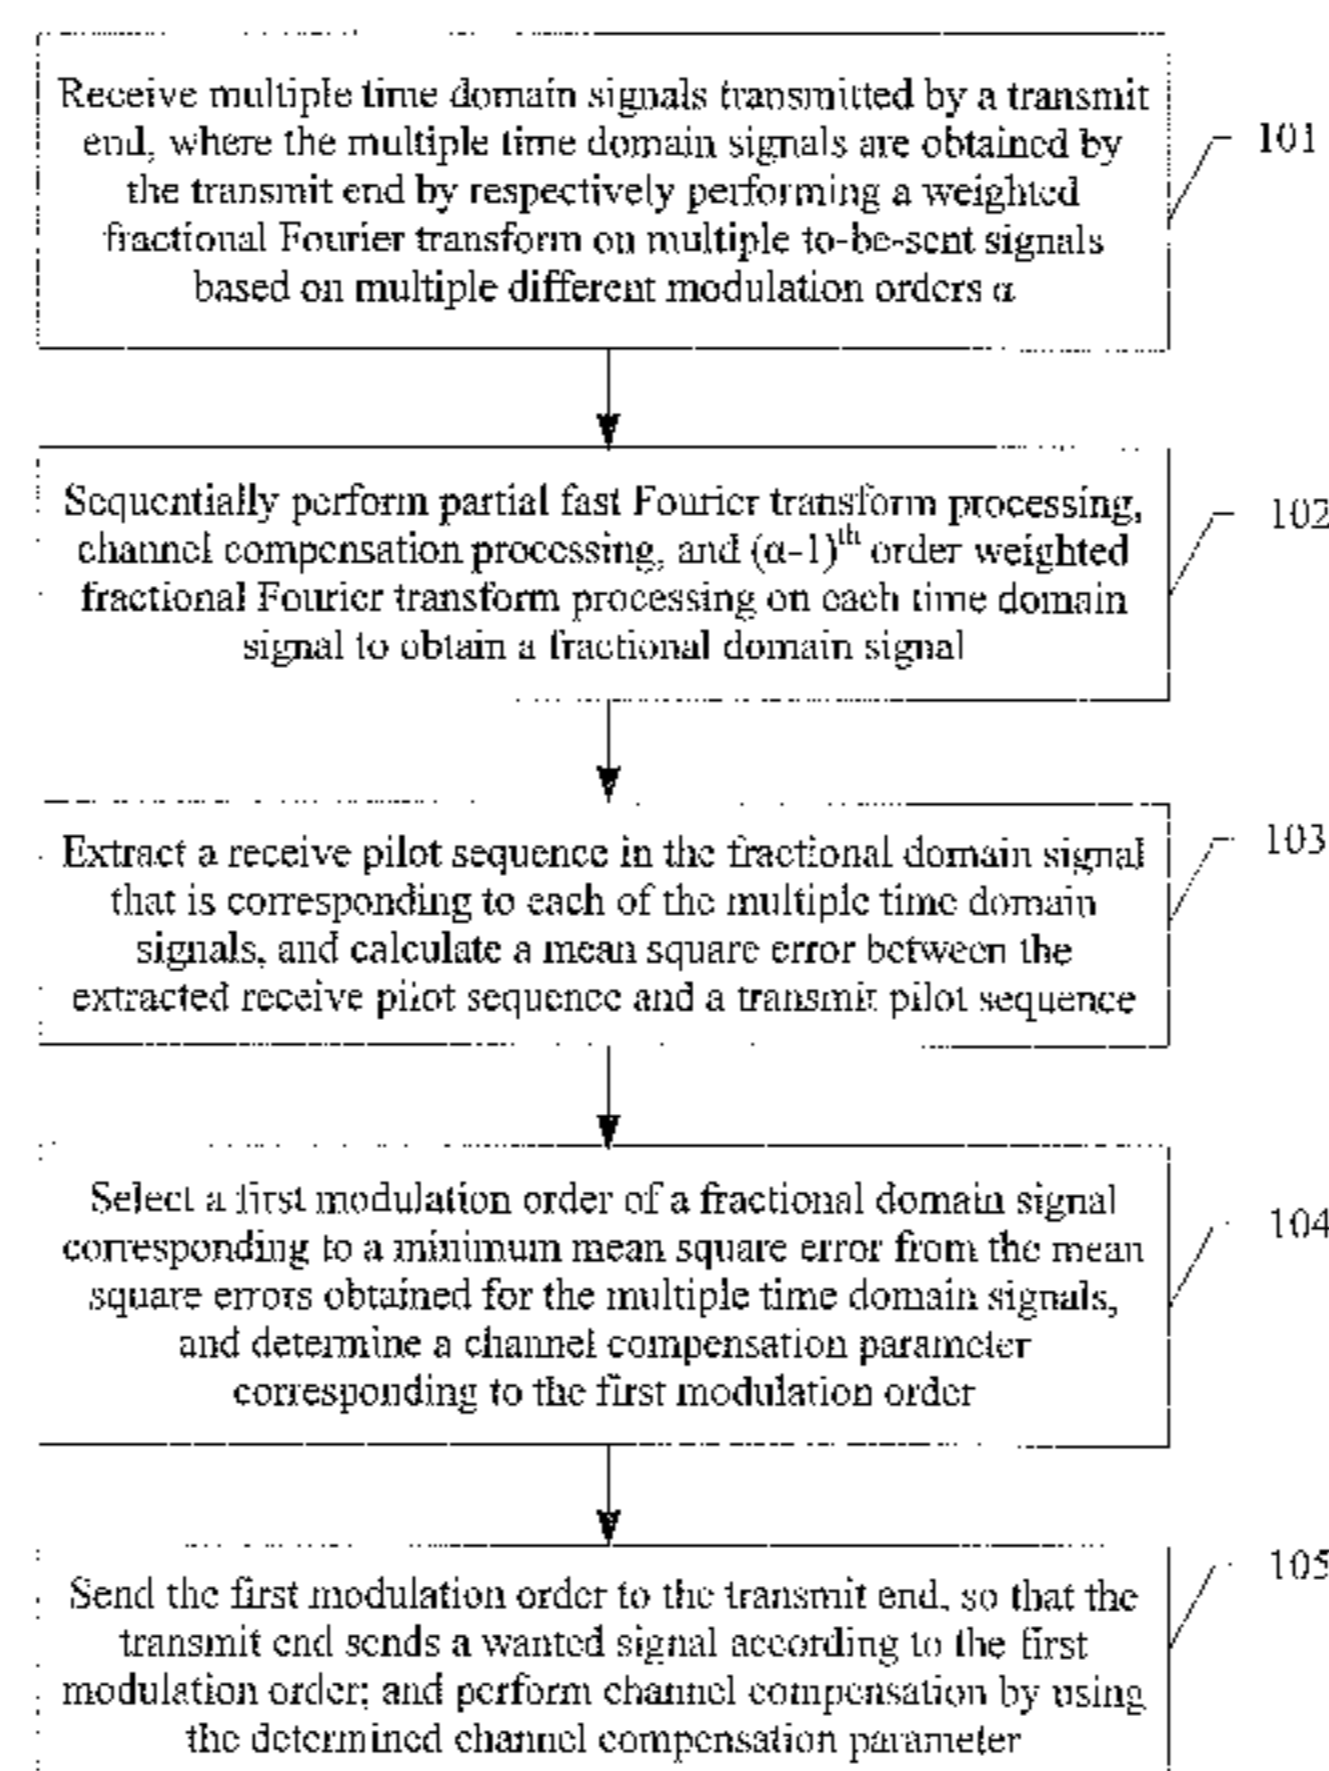 Receive multiple time domain signals transmitted by a transmit
end, where the multiple time domain signals are obtained by
the transmit end by respectively performing a weighted
fractional Fourier transform on multiple to-be-sent signals
based on multiple different modulation orders α
101
Sequentially perform partial fast Fourier transform processing,
channel compensation processing, and (α-1)th order weighted
fractional Fourier transform processing on each time domain
signal to obtain a fractional domain signal
102
Extract a receive pilot sequence in the fractional domain signal
that is corresponding to each of the multiple time domain
signals, and calculate a mean square error between the
extracted receive pilot sequence and a transmit pilot sequence
103
Select a first modulation order of a fractional domain signal
corresponding to a minimum mean square error from the mean
square errors obtained for the multiple time domain signals,
and determine a channel compensation parameter
corresponding to the first modulation order
104
Send the first modulation order to the transmit end, so that the
transmit end sends a wanted signal according to the first
modulation order; and perform channel compensation by using
the determined channel compensation parameter
105